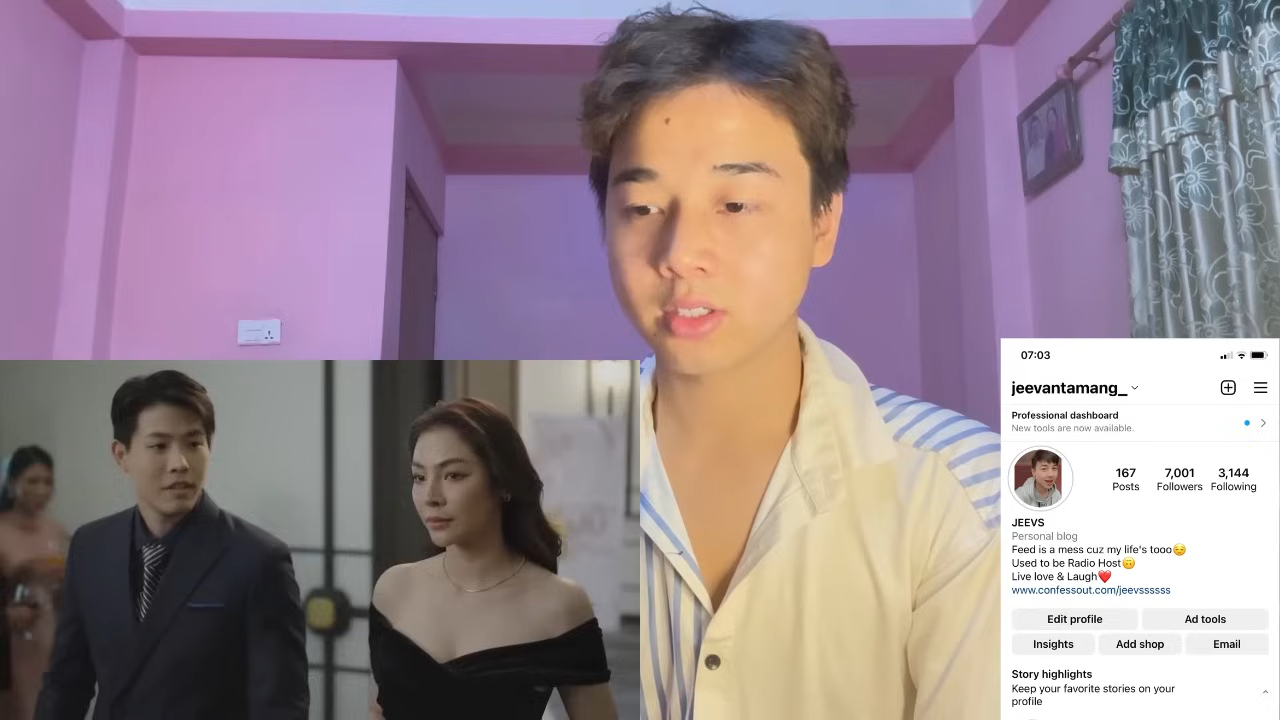 07:03
jeevantamang_
Professional dashboard
New tools are now available.
167 7,001 3,144
Posts Followers Following
JEEVS
Personal blog
Feed is a mess cuz my life's tooo😔
Used to be Radio Host🙃
Live love & Laugh❤️
www.confessout.com/jeevssssss
Edit profile Ad tools
Insights Add shop Email
Story highlights
Keep your favorite stories on your
profile